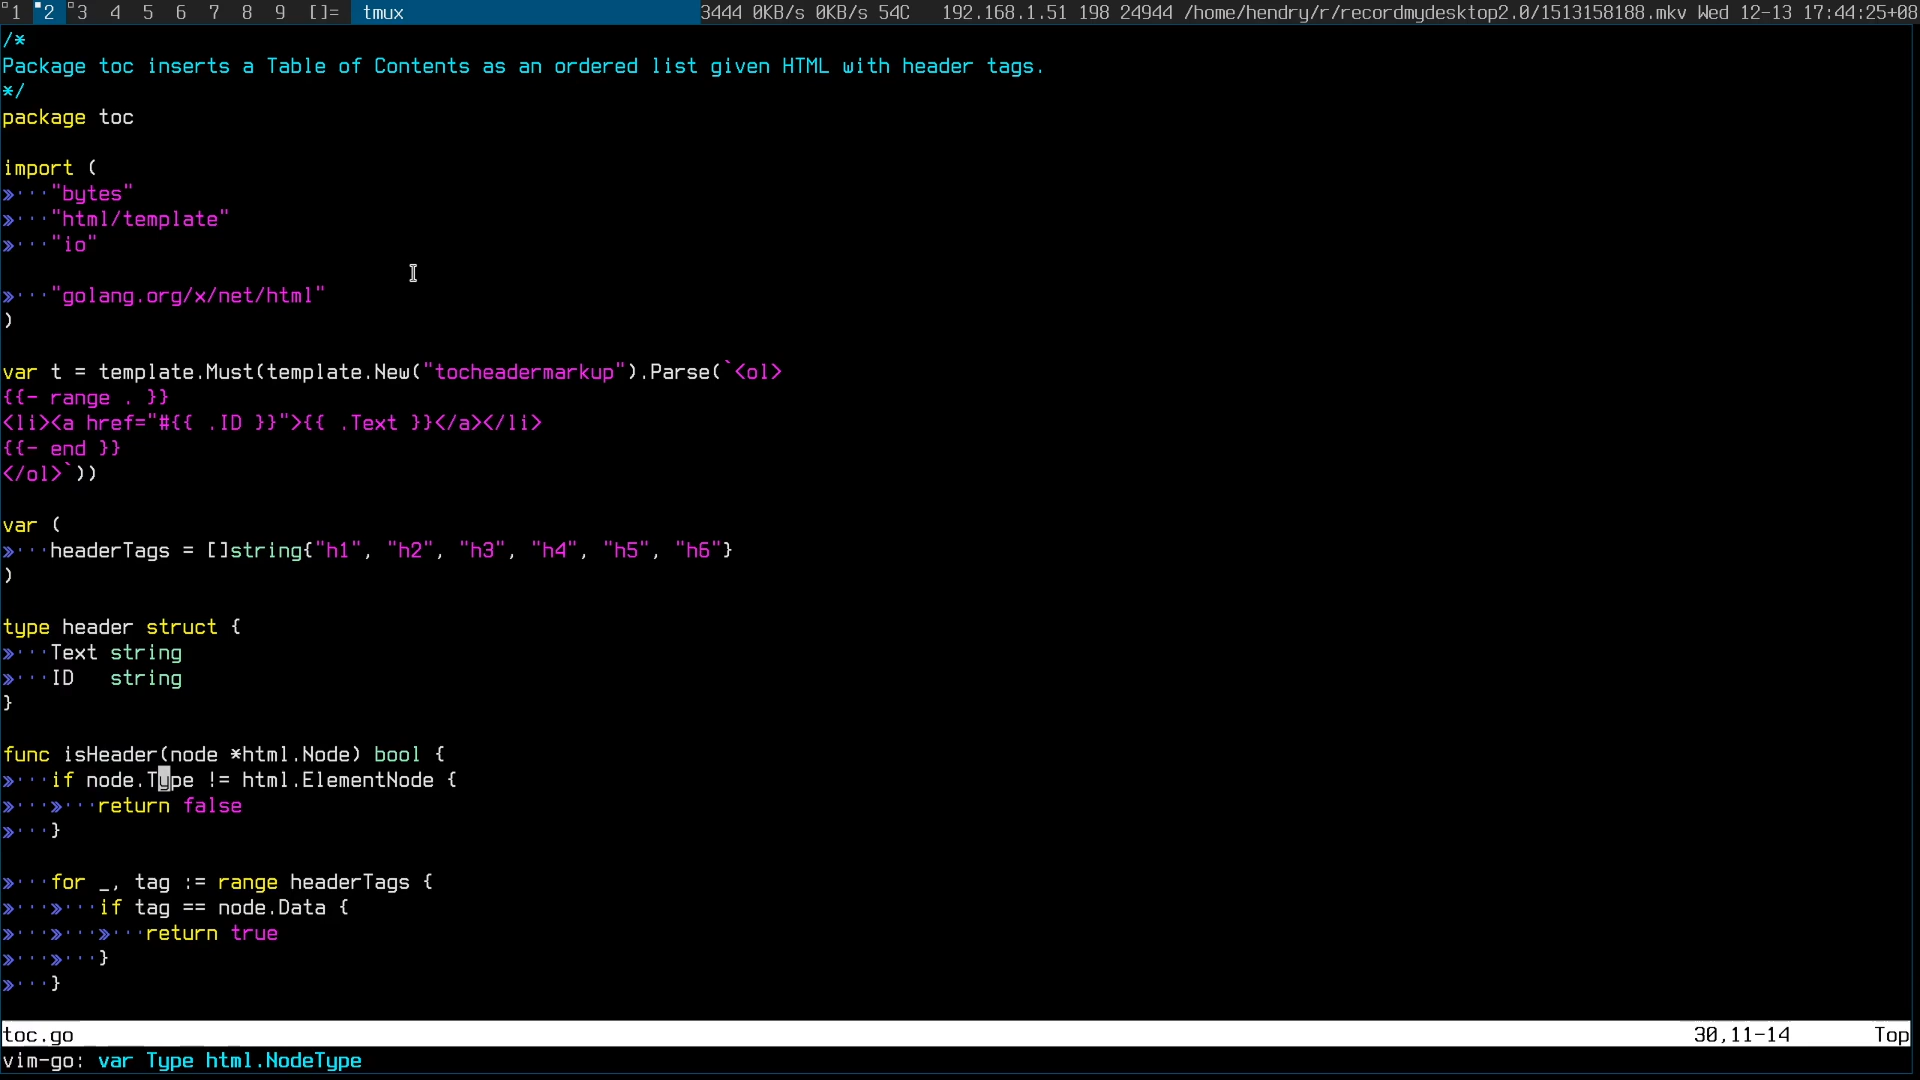 1 2 3 4 5 6 7 8 9 []= tmux 3444 0KB/s 0KB/s 54C 192.168.1.51 198 24944 /home/hendry/r/recordmydesktop2.0/1513158188.mkv Wed 12-13 17:44:25+08
/*
Package toc inserts a Table of Contents as an ordered list given HTML with header tags.
*/
package toc
import (
»···"bytes"
»···"html/template"
»···"io"
»···"golang.org/x/net/html"
)
var t = template.Must(template.New("tocheadermarkup").Parse(`<ol>
{{- range . }}
<li><a href="#{{ .ID }}">{{ .Text }}</a></li>
{{- end }}
</ol>`))
var (
»···headerTags = []string{"h1", "h2", "h3", "h4", "h5", "h6"}
)
type header struct {
»···Text string
»···ID   string
}
func isHeader(node *html.Node) bool {
»···if node.Type != html.ElementNode {
»···»···return false
»···}
»···for _, tag := range headerTags {
»···»···if tag == node.Data {
»···»···»···return true
»···»···}
»···}
toc.go 30,11-14 Top
vim-go: var Type html.NodeType